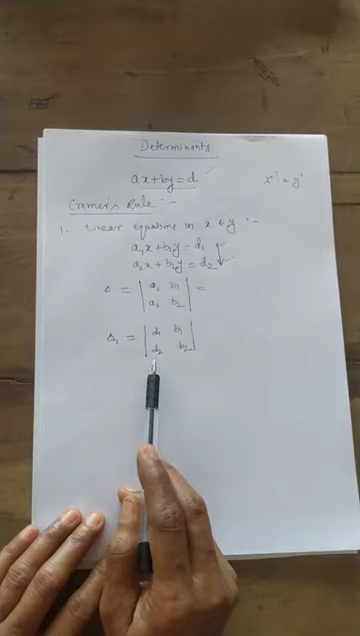 Determinants
ax+by=d
x' & y'
Cramer's Rule :-
1. Linear Equations in x & y :-
a₁x+b₁y=d₁
a₂x+b₂y=d₂
Δ = | a₁ b₁ | =
| a₂ b₂ |
Δ₁ = | d₁ b₁ |
| d₂ b₂ |